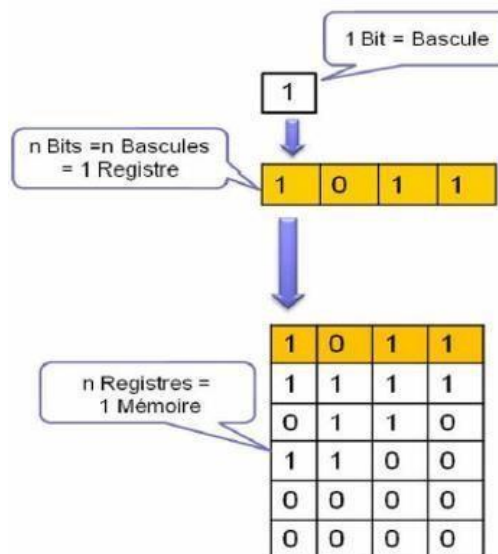 1 Bit = Bascule
1
n Bits =n Bascules
= 1 Registre
1 0 1 1
1 0 1 1
1 1 1 1
n Registres =
1 Mémoire
0 1 1 0
1 1 0 0
0 0 0 0
0 0 0 0